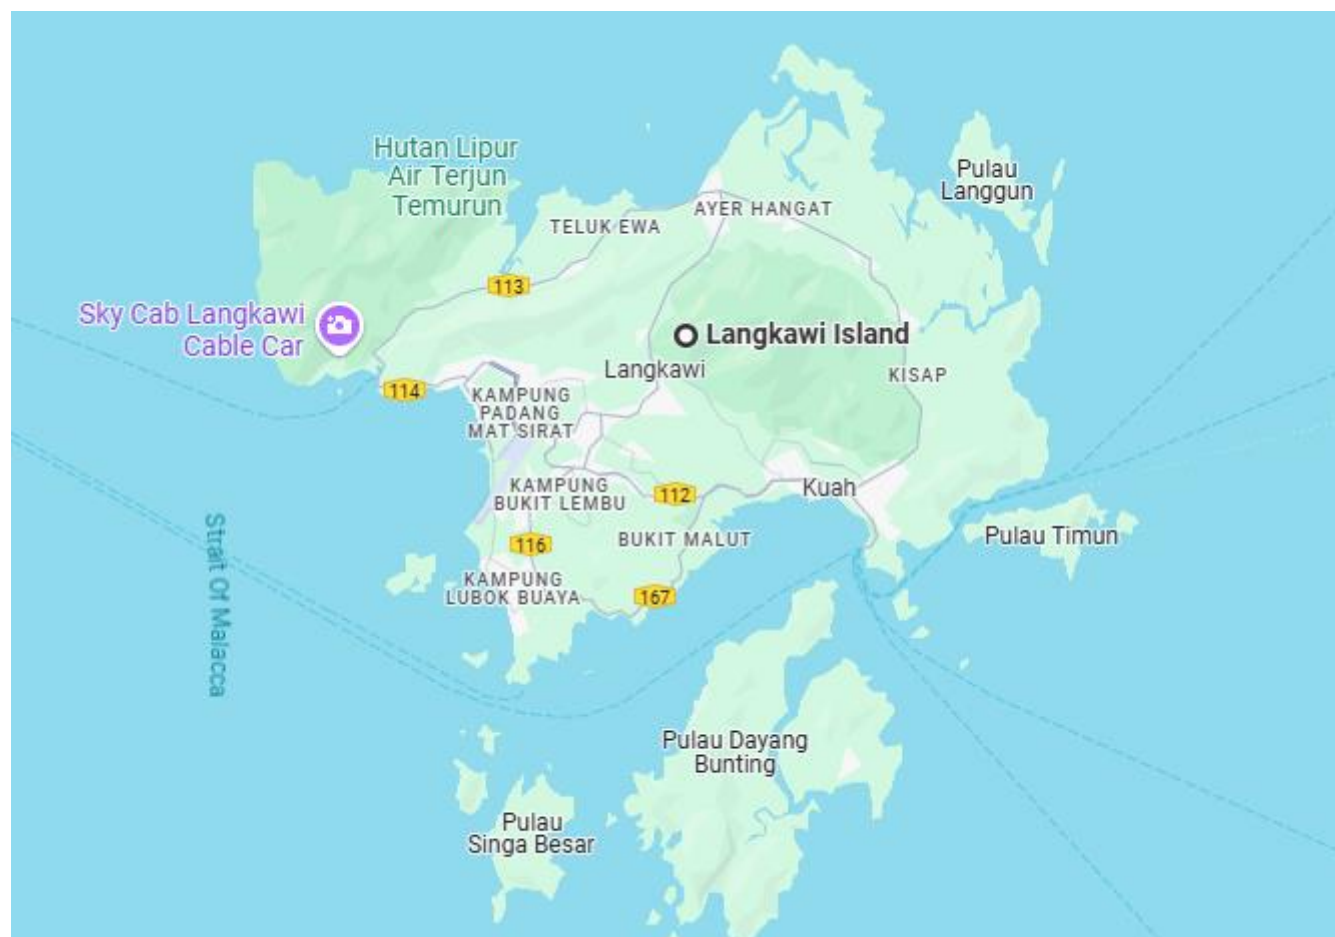 Hutan Lipur
Air Terjun
Temurun
Pulau
Langgun
AYER HANGAT
TELUK EWA
113
Sky Cab Langkawi
Cable Car
Langkawi Island
Langkawi
KISAP
114
KAMPUNG
PADANG
MAT SIRAT
KAMPUNG
BUKIT LEMBU
112
Kuah
Strait Of Malacca
116
BUKIT MALUT
Pulau Timun
KAMPUNG
LUBOK BUAYA
167
Pulau Dayang
Bunting
Pulau
Singa Besar